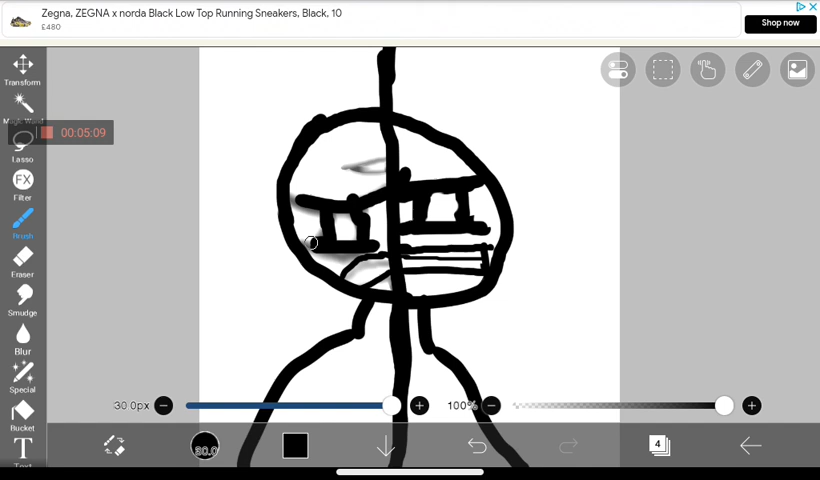 Zegna, ZEGNA x norda Black Low Top Running Sneakers, Black, 10
£480
Shop now
Transform
Magic Wand
00:05:09
Lasso
FX
Filter
Brush
Eraser
Smudge
Blur
Special
Bucket
T
Text
30.0px
100%
30.0
4